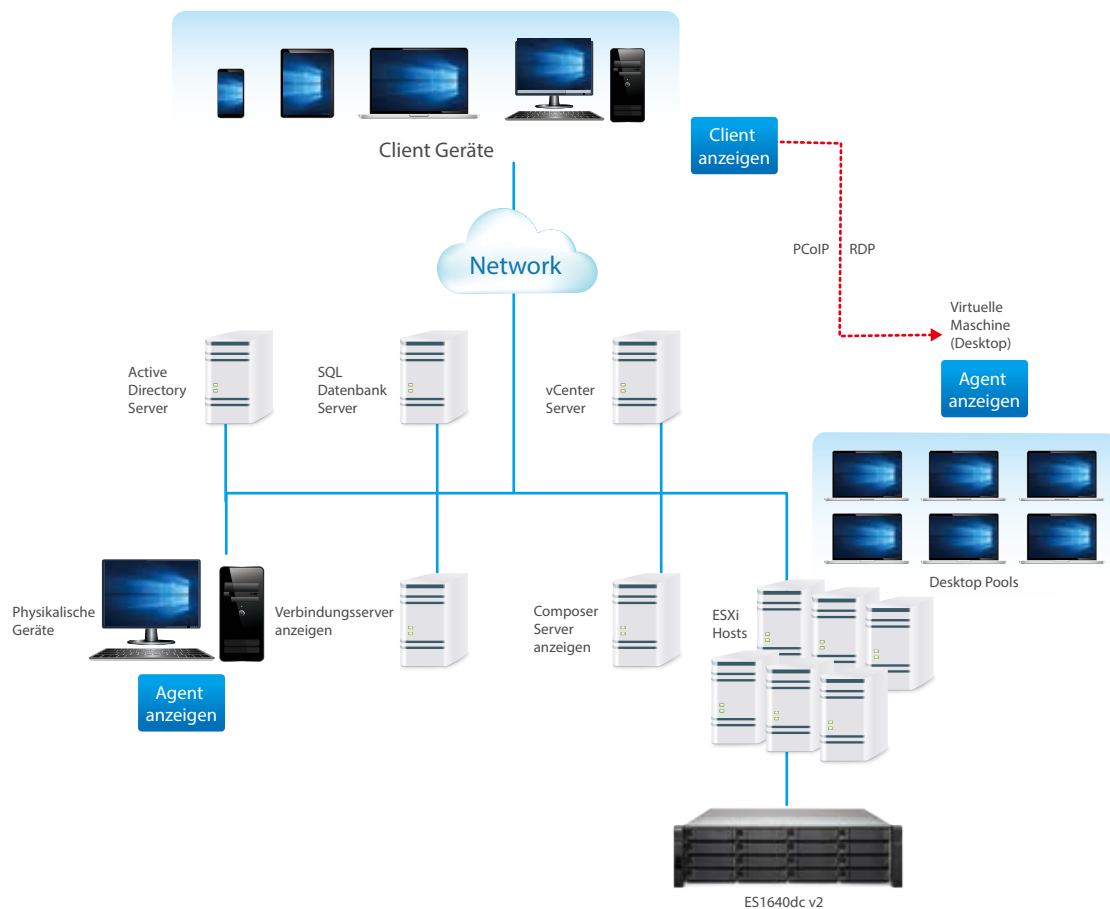 Client Geräte
Client
anzeigen
Network
PCoIP
RDP
Virtuelle
Maschine
(Desktop)
Agent
anzeigen
Active
Directory
Server
SQL
Datenbank
Server
vCenter
Server
Desktop Pools
Physikalische
Geräte
Verbindungsserver
anzeigen
Composer
Server
anzeigen
ESXi
Hosts
Agent
anzeigen
ES1640dc v2